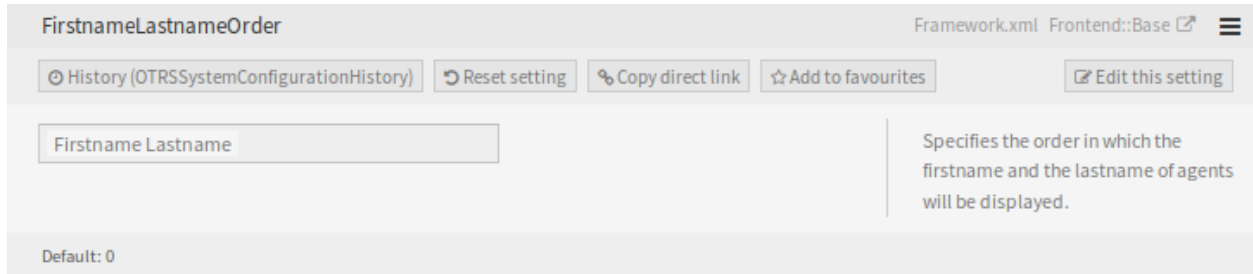 FirstnameLastnameOrder Framework.xml Frontend::Base
History (OTRSSystemConfigurationHistory) Reset setting Copy direct link Add to favourites Edit this setting
Firstname Lastname
Specifies the order in which the
firstname and the lastname of agents
will be displayed.
Default: 0